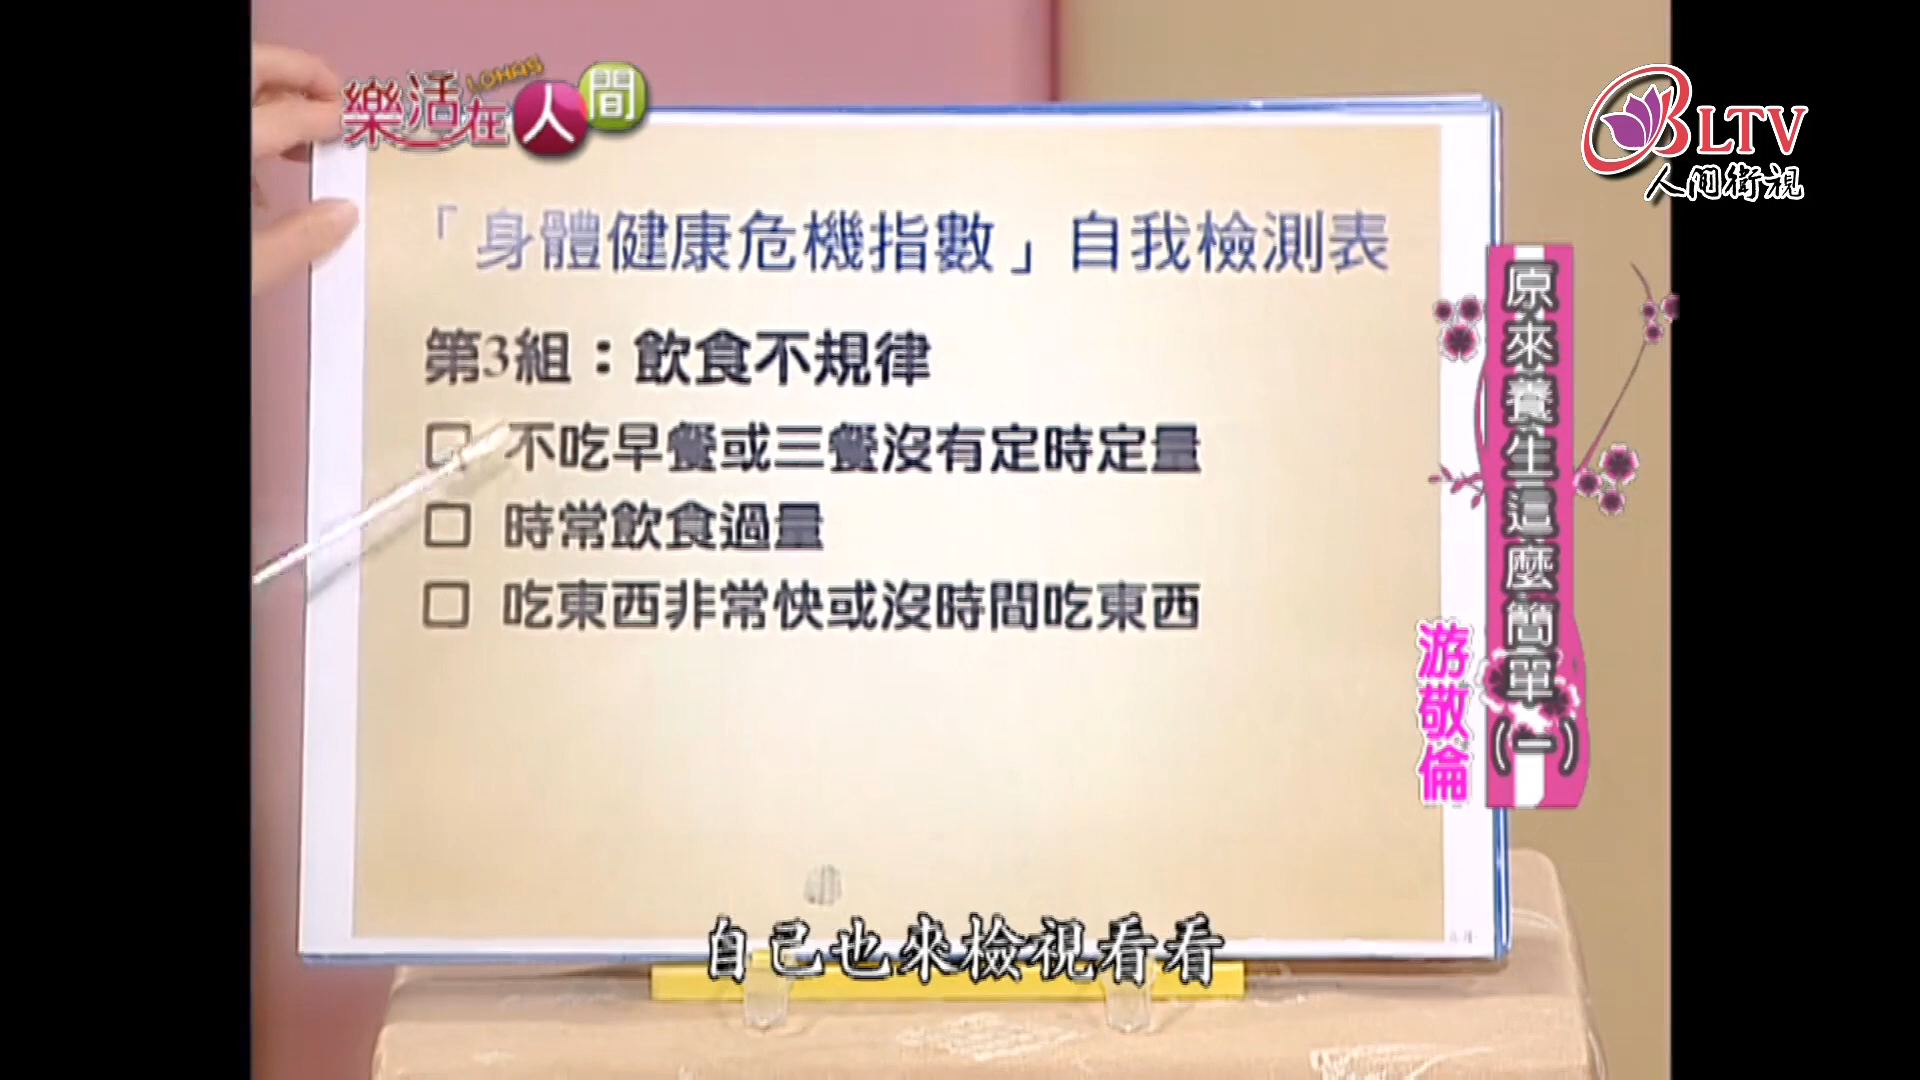 樂活在人間
LOHAS
BLTV
人間衛視
「身體健康危機指數」自我檢測表
第3組：飲食不規律
□ 不吃早餐或三餐沒有定時定量
□ 時常飲食過量
□ 吃東西非常快或沒時間吃東西
原來養生這麼簡單(一)
游敬倫
自己也來檢視看看